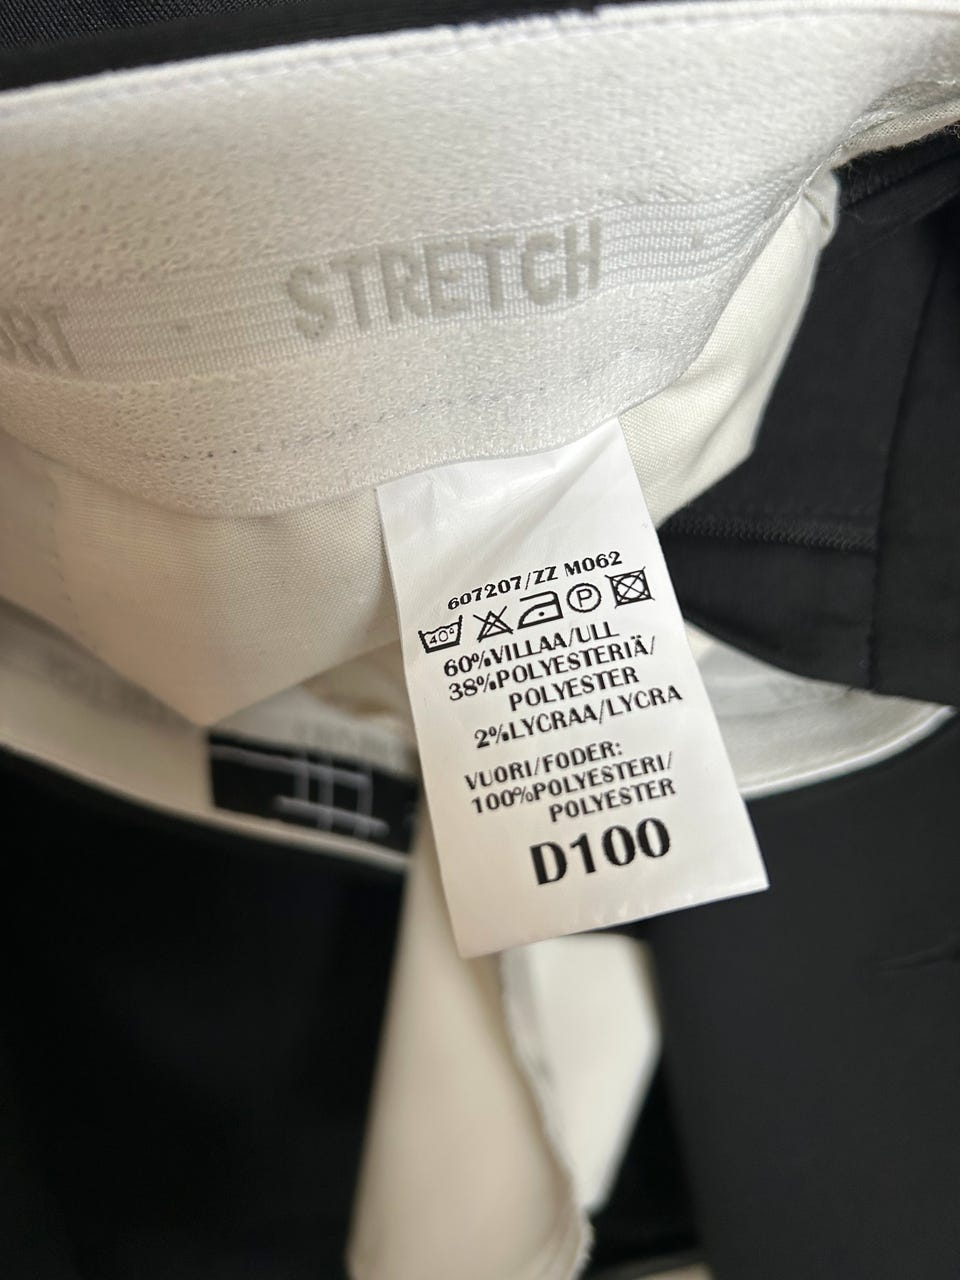 STRETCH
607207/ZZ M062
40°
P
60%VILLAA/ULL
38%POLYESTERIÄ/
POLYESTER
2%LYCRAA/LYCRA
VUORI/FODER:
100%POLYESTERI/
POLYESTER
D100